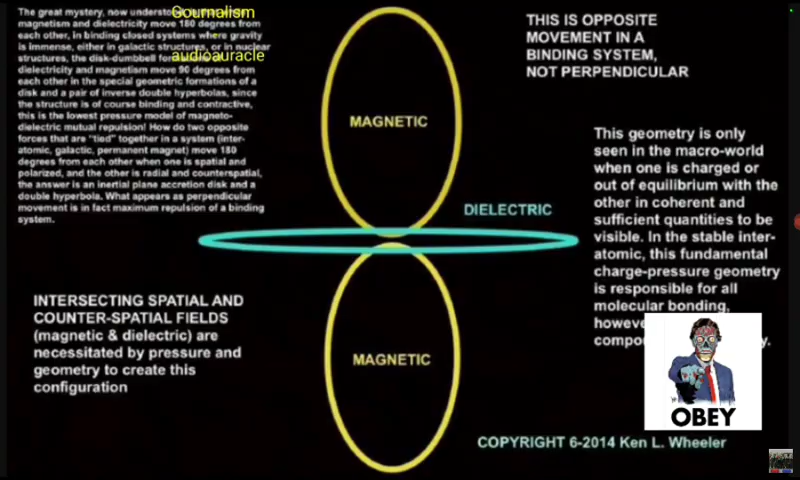 Gournalism
audioauracle
The great mystery, now understood
magnetism and dielectricity move 180 degrees from
each other, in binding closed systems where gravity
is immense, either in galactic structures, or in nuclear
structures, the disk-dumbbell
dielectricity and magnetism move 90 degrees from
each other in the special geometric formations of a
disk and a pair of inverse double hyperbolas, since
the structure is of course binding and contractive,
this is the lowest pressure model of magneto-
dielectric mutual repulsion! How do two opposite
forces that are "tied" together in a system (inter-
atomic, galactic, permanent magnet) move 180
degrees from each other when one is spatial and
polarized, and the other is radial and counterspatial,
the answer is an inertial plane accretion disk and a
double hyperbola. What appears as perpendicular
movement is in fact maximum repulsion of a binding
system.
THIS IS OPPOSITE
MOVEMENT IN A
BINDING SYSTEM,
NOT PERPENDICULAR
MAGNETIC
This geometry is only
seen in the macro-world
when one is charged or
out of equilibrium with the
other in coherent and
sufficient quantities to be
visible. In the stable inter-
atomic, this fundamental
charge-pressure geometry
is responsible for all
molecular bonding,
DIELECTRIC
INTERSECTING SPATIAL AND
COUNTER-SPATIAL FIELDS
(magnetic & dielectric) are
necessitated by pressure and
geometry to create this
configuration
MAGNETIC
OBEY
COPYRIGHT 6-2014 Ken L. Wheeler